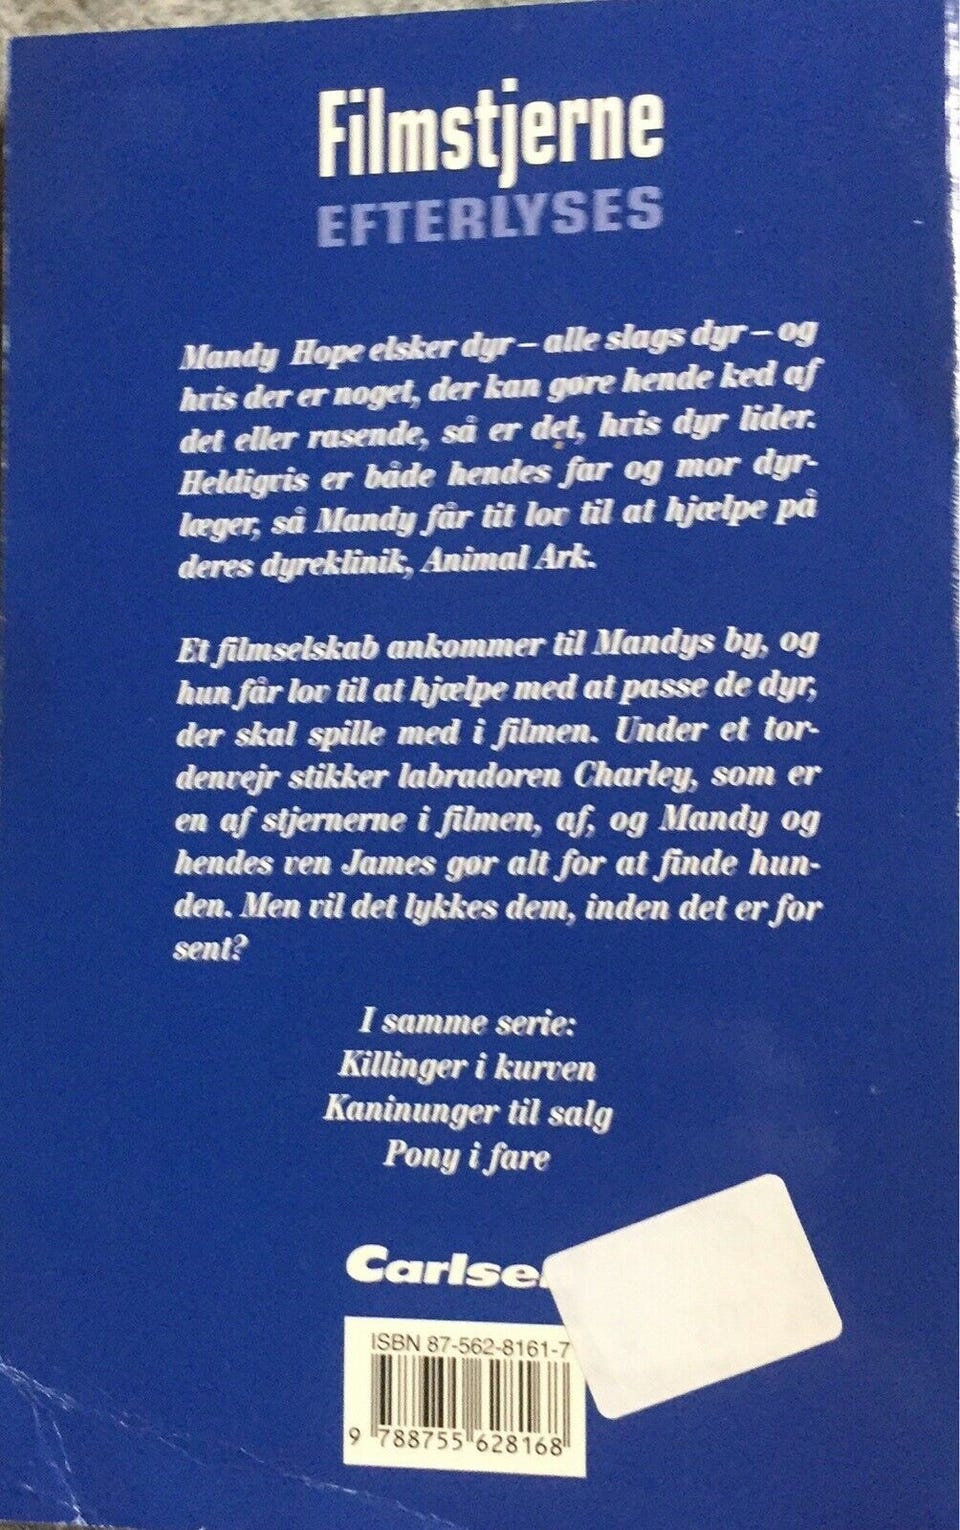 Filmstjerne
EFTERLYSES
Mandy Hope elsker dyr – alle slags dyr – og
hvis der er noget, der kan gøre hende ked af
det eller rasende, så er det, hvis dyr lider.
Heldigvis er både hendes far og mor dyr-
læger, så Mandy får tit lov til at hjælpe på
deres dyreklinik, Animal Ark.
Et filmselskab ankommer til Mandys by, og
hun får lov til at hjælpe med at passe de dyr,
der skal spille med i filmen. Under et tor-
denvejr stikker labradoren Charley, som er
en af stjernerne i filmen, af, og Mandy og
hendes ven James gør alt for at finde hun-
den. Men vil det lykkes dem, inden det er for
sent?
I samme serie:
Killinger i kurven
Kaninunger til salg
Pony i fare
Carlse
ISBN 87-562-8161-7
9 788755 628168